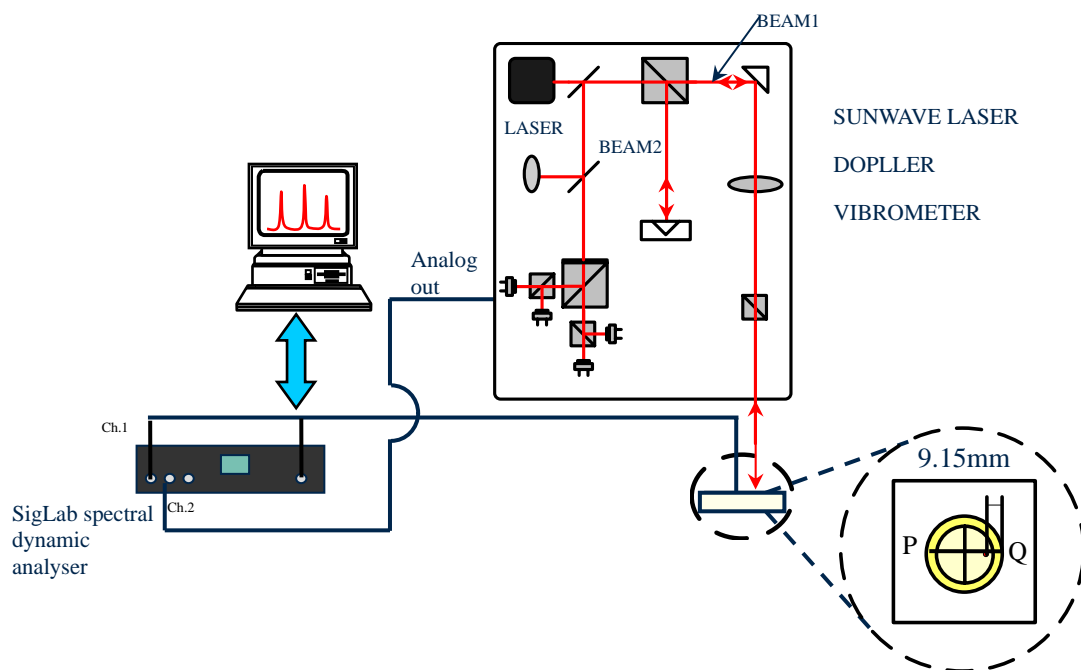 BEAM1
LASER
BEAM2
SUNWAVE LASER
DOPLLER
VIBROMETER
Analog
out
Ch.1
Ch.2
SigLab spectral
dynamic
analyser
9.15mm
P
Q